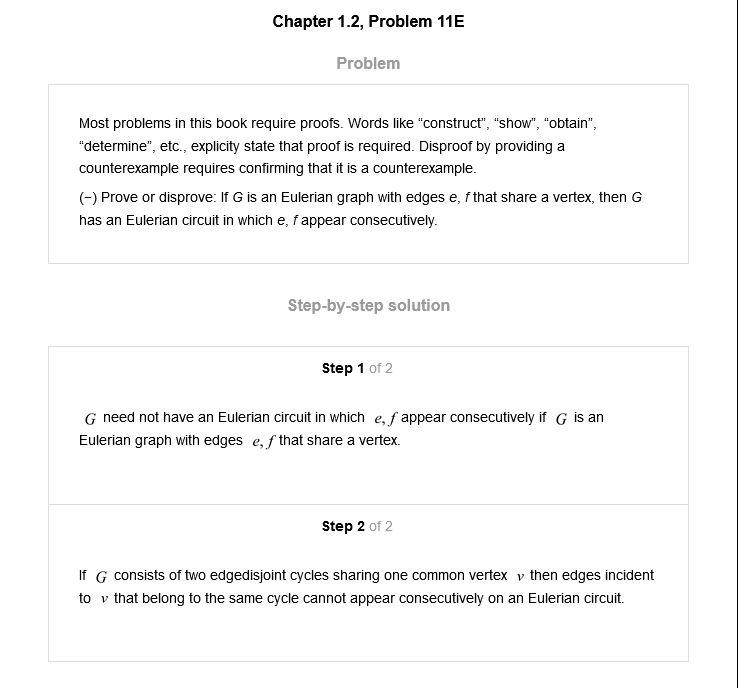 Chapter 1.2, Problem 11E
Problem
Most problems in this book require proofs. Words like “construct”, “show”, “obtain”,
“determine”, etc., explicity state that proof is required. Disproof by providing a
counterexample requires confirming that it is a counterexample.
(−) Prove or disprove: If G is an Eulerian graph with edges e, f that share a vertex, then G
has an Eulerian circuit in which e, f appear consecutively.
Step-by-step solution
Step 1 of 2
G need not have an Eulerian circuit in which e, f appear consecutively if G is an
Eulerian graph with edges e, f that share a vertex.
Step 2 of 2
If G consists of two edgedisjoint cycles sharing one common vertex v then edges incident
to v that belong to the same cycle cannot appear consecutively on an Eulerian circuit.